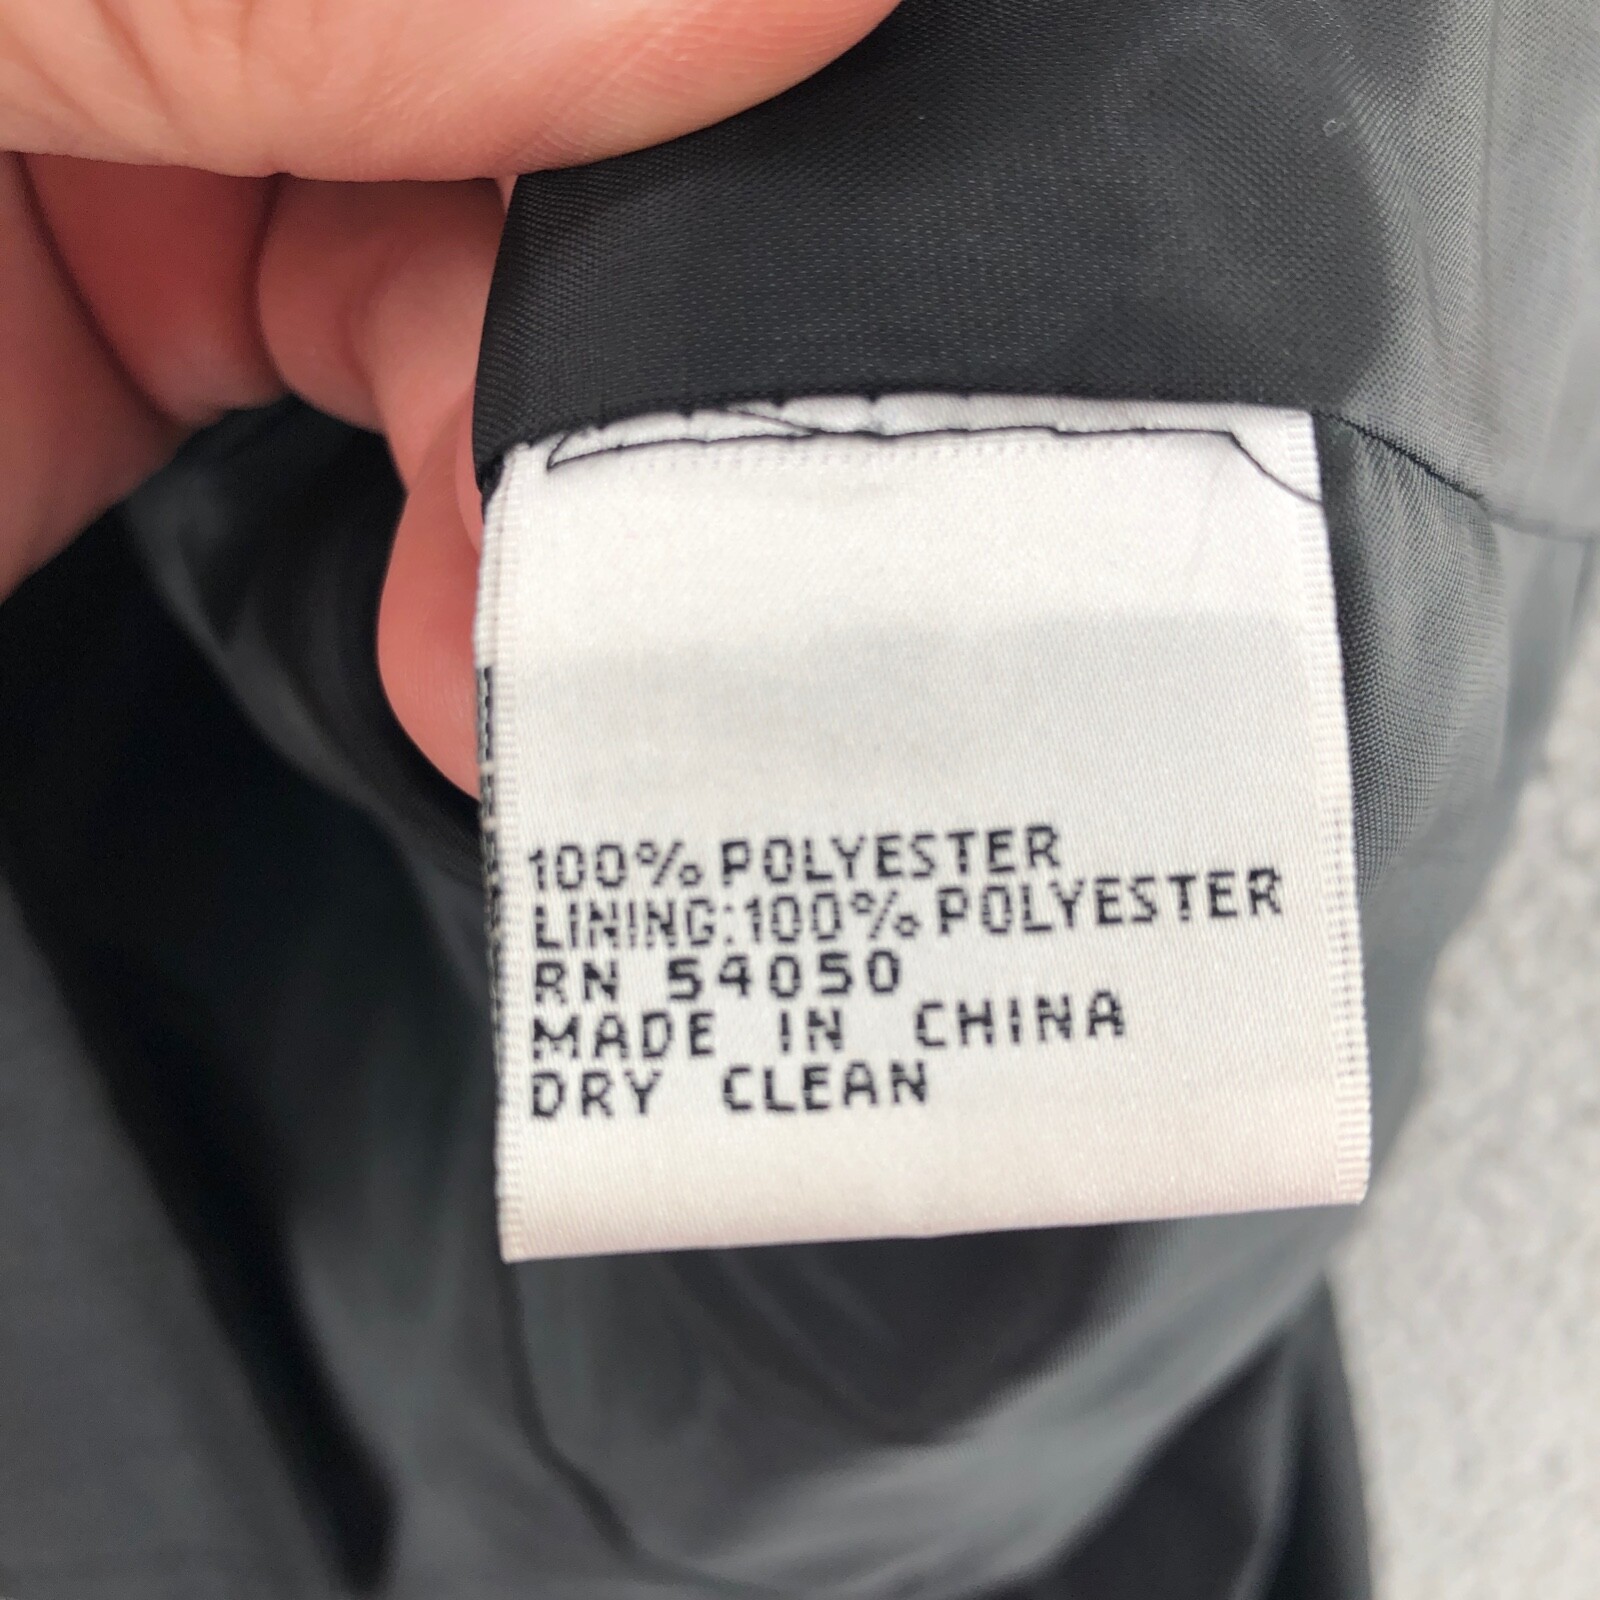 100% POLYESTER
LINING:100% POLYESTER
RN 54050
MADE IN CHINA
DRY CLEAN